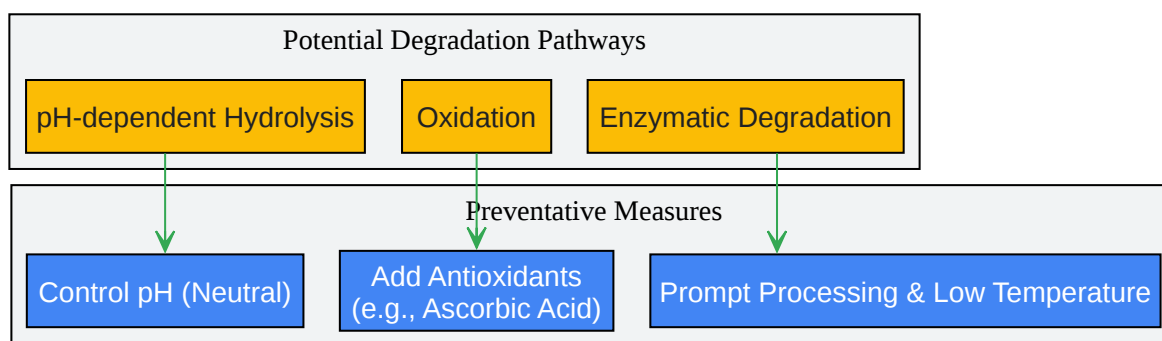 Potential Degradation Pathways
pH-dependent Hydrolysis
Oxidation
Enzymatic Degradation
Preventative Measures
Control pH (Neutral)
Add Antioxidants
(e.g., Ascorbic Acid)
Prompt Processing & Low Temperature